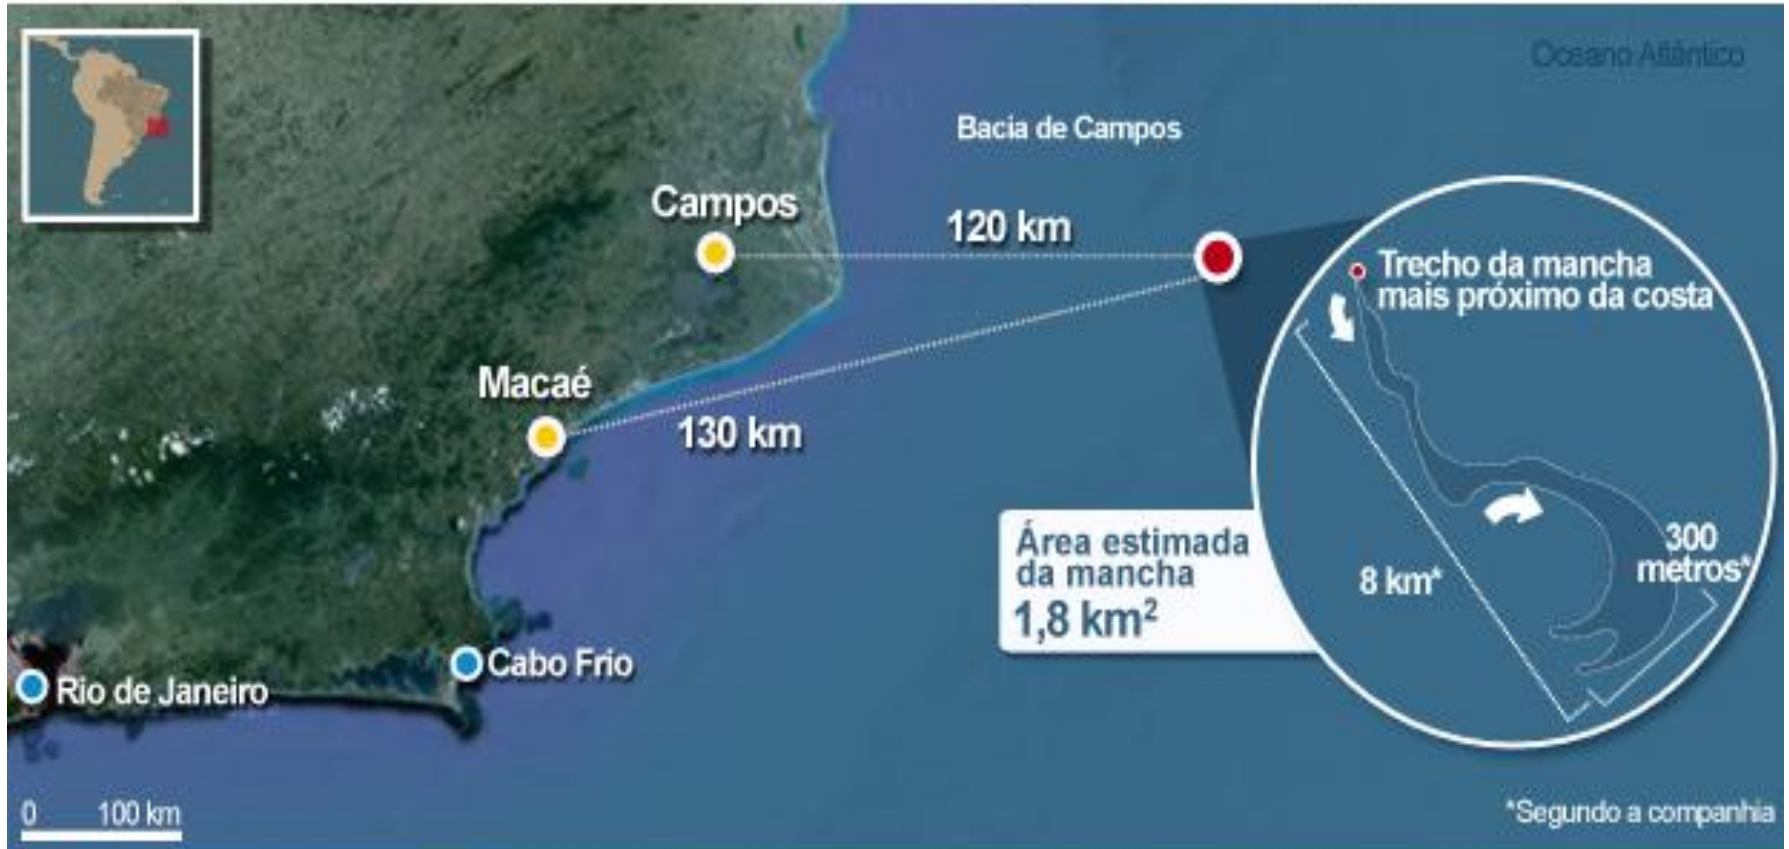 Oceano Atlântico
Bacia de Campos
Campos
120 km
Trecho da mancha
mais próximo da costa
Macaé
130 km
Área estimada
da mancha
1,8 km²
300
metros*
8 km*
Cabo Frio
Rio de Janeiro
0 100 km
*Segundo a companhia